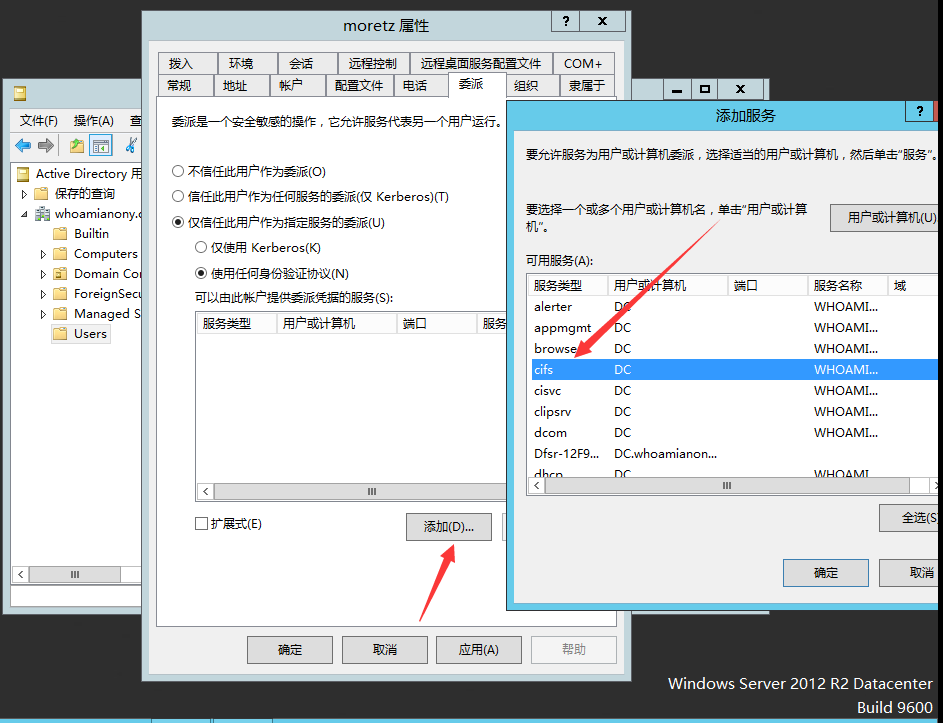 moretz 属性
?
拨入 环境 会话 远程控制 远程桌面服务配置文件 COM+
常规 地址 帐户 配置文件 电话 委派 组织 隶属于
委派是一个安全敏感的操作，它允许服务代表另一个用户运行。
不信任此用户作为委派(O)
信任此用户作为任何服务的委派(仅 Kerberos)(T)
仅信任此用户作为指定服务的委派(U)
仅使用 Kerberos(K)
使用任何身份验证协议(N)
可以由此帐户提供委派凭据的服务(S):
服务类型 用户或计算机 端口 服务
扩展式(E)
添加(D)...
确定 取消 应用(A) 帮助
文件(F) 操作(A) 查
Active Directory 用
保存的查询
whoamianony.c
Builtin
Computers
Domain Cor
ForeignSecu
Managed S
Users
添加服务
?
要允许服务为用户或计算机委派，选择适当的用户或计算机，然后单击“服务”。
要选择一个或多个用户或计算机名，单击“用户或计算
机”。
用户或计算机(U)
可用服务(A):
服务类型 用户或计算机 端口 服务名称 域
alerter DC WHOAMI...
appmgmt DC WHOAMI...
browse DC WHOAMI...
cifs DC WHOAMI...
cisvc DC WHOAMI...
clipsrv DC WHOAMI...
dcom DC WHOAMI...
Dfsr-12F9... DC.whoamianon...
dhcp DC WHOAMI
全选(S
确定 取消
Windows Server 2012 R2 Datacenter
Build 9600